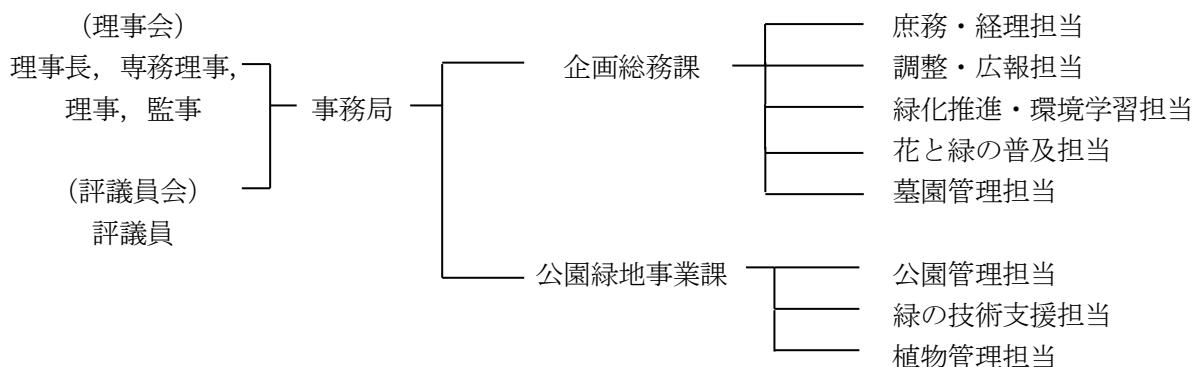 (理事会)
理事長，専務理事，
理事，監事
(評議員会)
評議員
事務局
企画総務課
庶務・経理担当
調整・広報担当
緑化推進・環境学習担当
花と緑の普及担当
墓園管理担当
公園緑地事業課
公園管理担当
緑の技術支援担当
植物管理担当